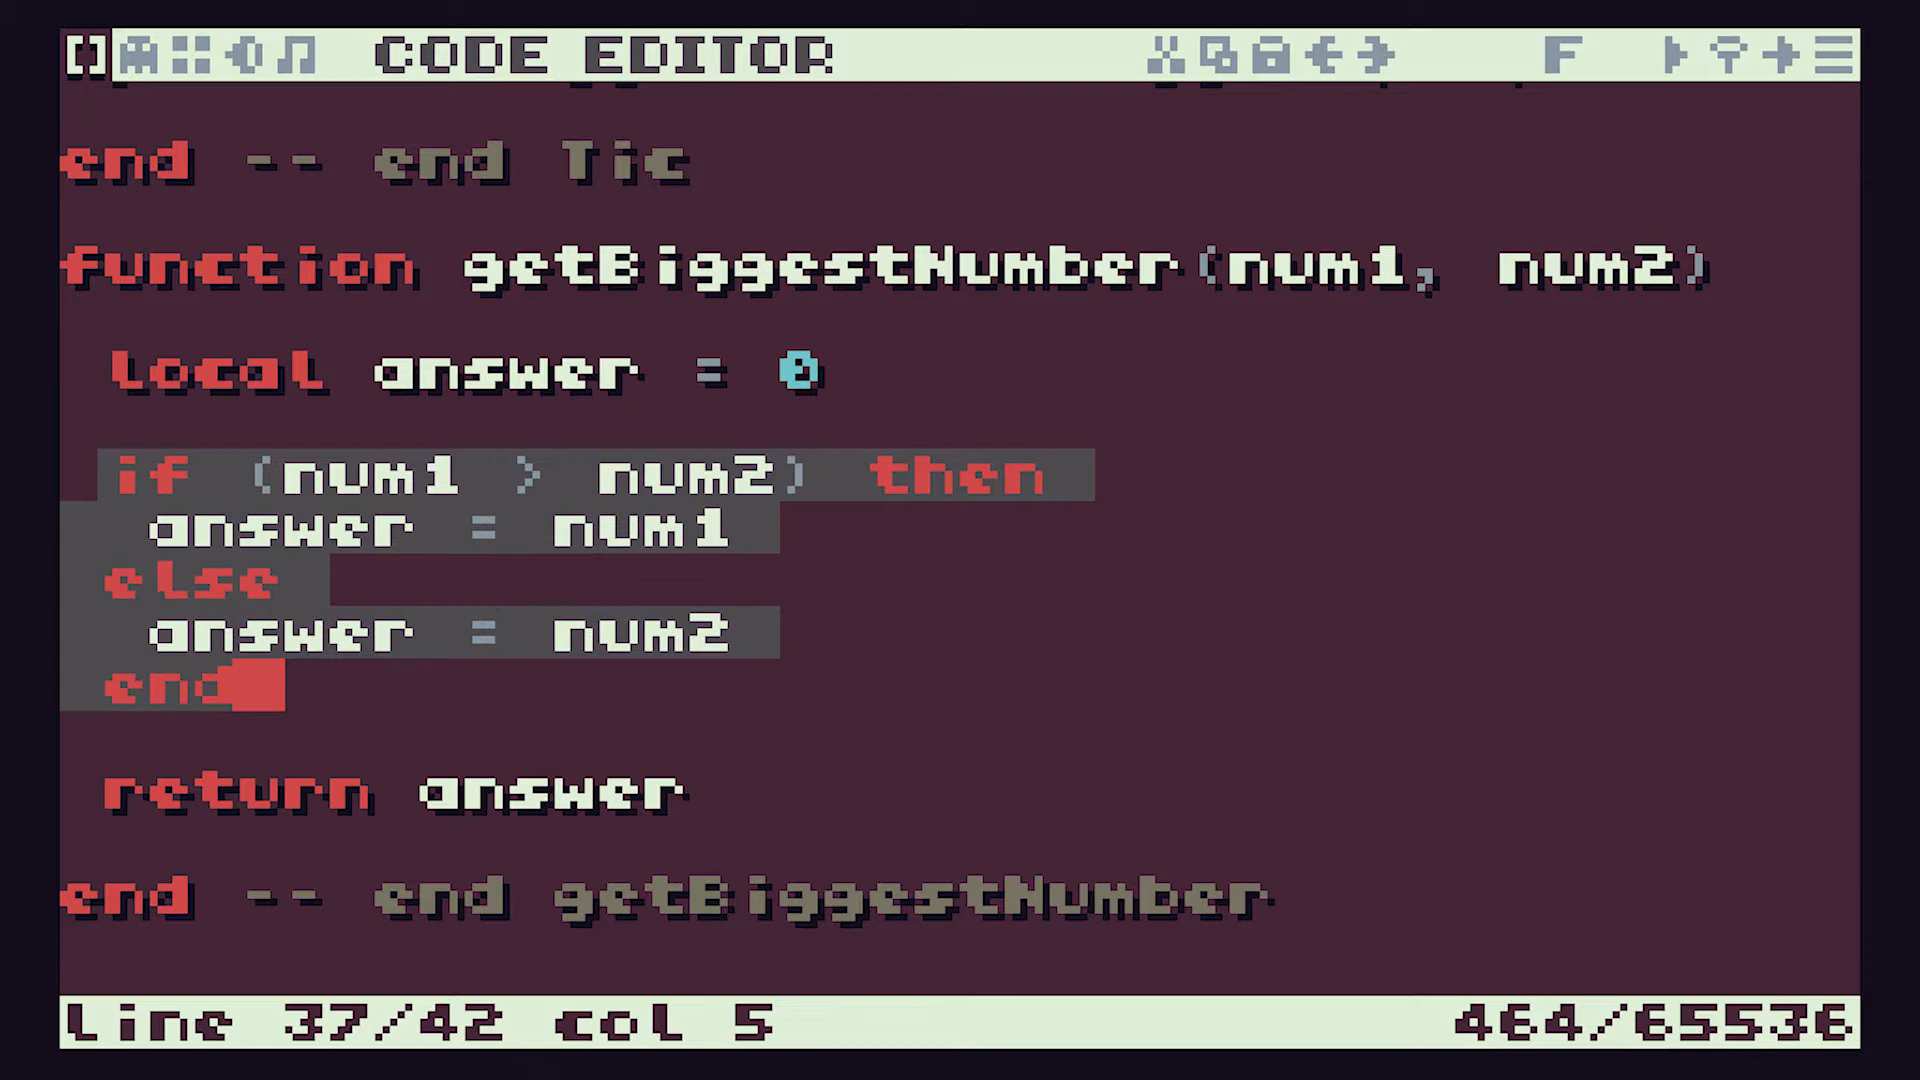 CODE EDITOR F
end -- end Tic
function getBiggestNumber(num1, num2)
local answer = 0
if (num1 > num2) then
answer = num1
else
answer = num2
end
return answer
end -- end getBiggestNumber
line 37/42 col 5 464/65536